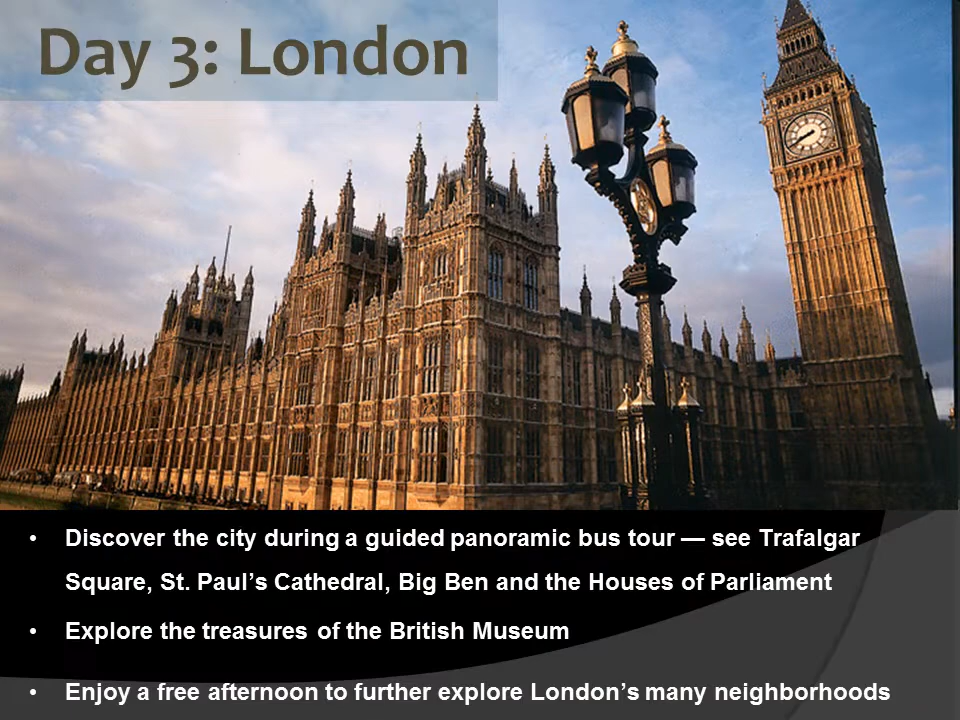 Day 3: London
• Discover the city during a guided panoramic bus tour — see Trafalgar
Square, St. Paul’s Cathedral, Big Ben and the Houses of Parliament
• Explore the treasures of the British Museum
• Enjoy a free afternoon to further explore London’s many neighborhoods